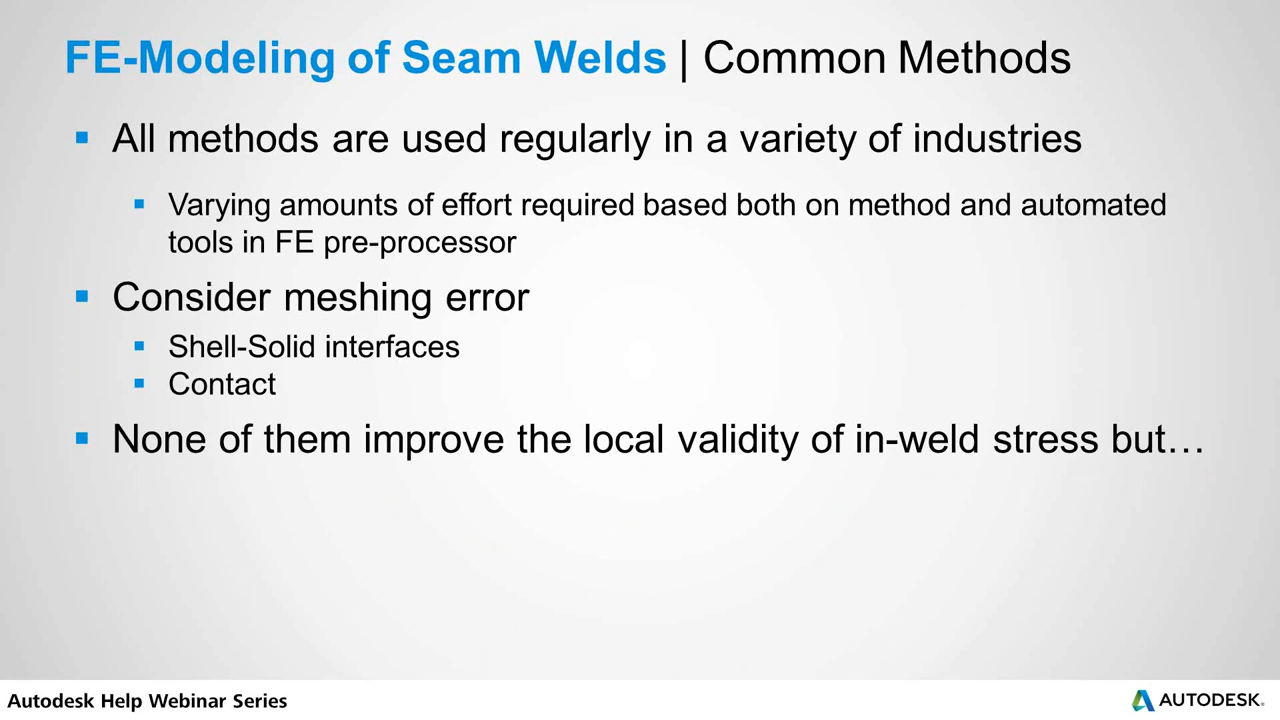 FE-Modeling of Seam Welds | Common Methods
All methods are used regularly in a variety of industries
Varying amounts of effort required based both on method and automated
tools in FE pre-processor
Consider meshing error
Shell-Solid interfaces
Contact
None of them improve the local validity of in-weld stress but…
Autodesk Help Webinar Series
AUTODESK®